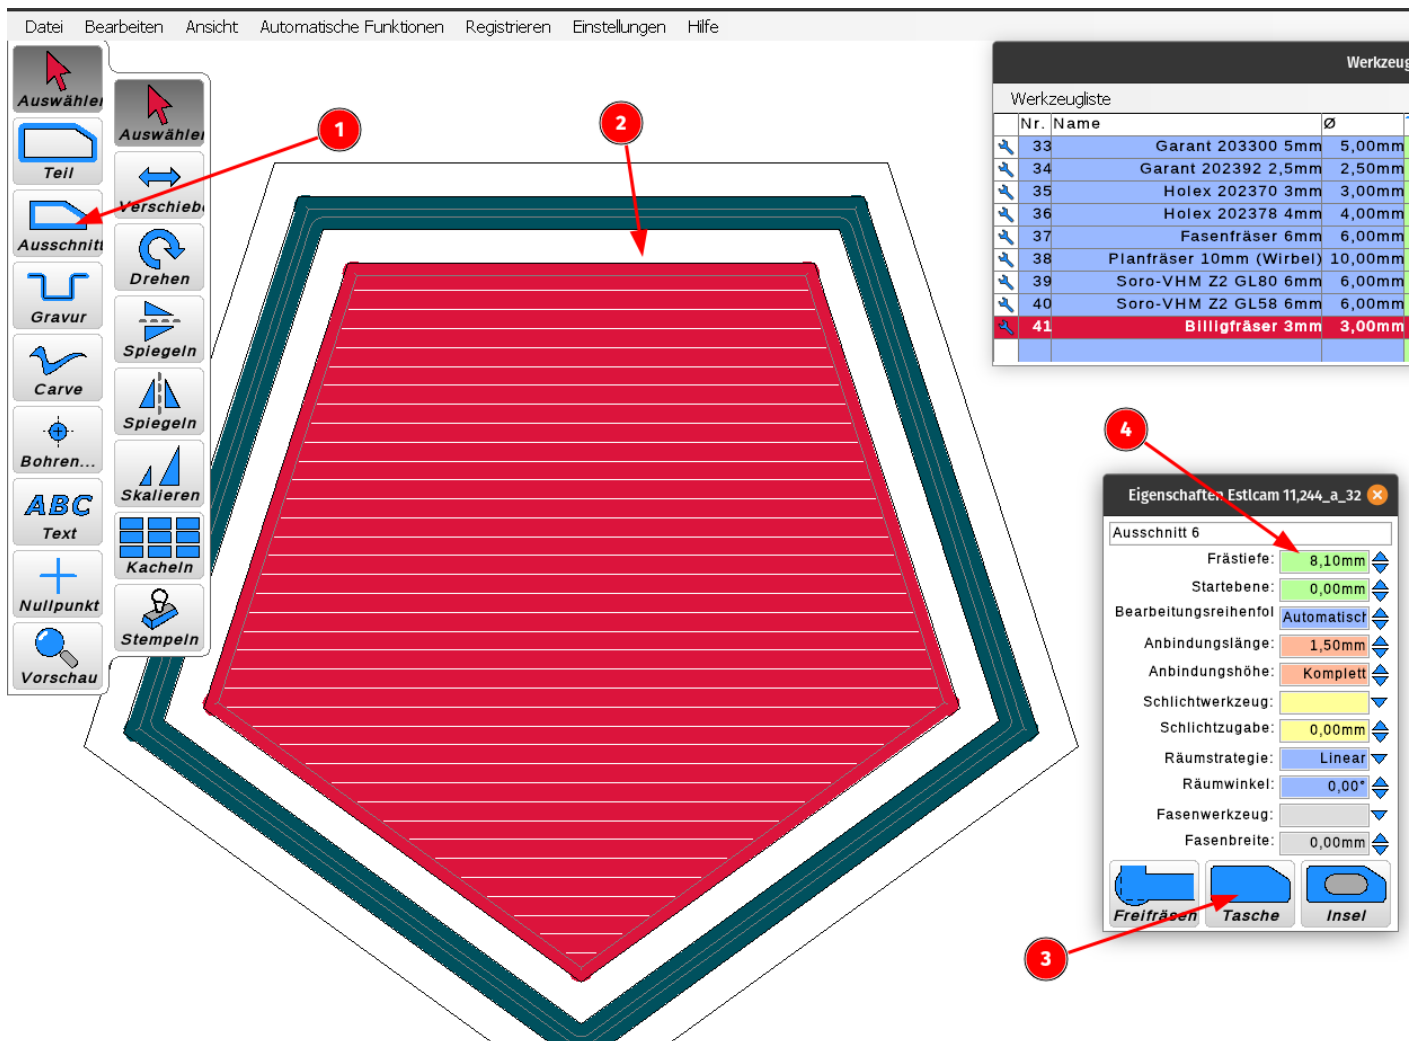 Datei Bearbeiten Ansicht Automatische Funktionen Registrieren Einstellungen Hilfe
Auswähler
Teil
Ausschnitt
Gravur
Carve
Bohren...
ABC
Text
Nullpunkt
Vorschau
Auswähler
Verschiebe
Drehen
Spiegeln
Spiegeln
Skalieren
Kacheln
Stempeln
1
2
Werkzeug
Werkzeugliste
Nr. Name Ø
33 Garant 203300 5mm 5,00mm
34 Garant 202392 2,5mm 2,50mm
35 Holex 202370 3mm 3,00mm
36 Holex 202378 4mm 4,00mm
37 Fasenfräser 6mm 6,00mm
38 Planfräser 10mm (Wirbel) 10,00mm
39 Soro-VHM Z2 GL80 6mm 6,00mm
40 Soro-VHM Z2 GL58 6mm 6,00mm
41 Billigfräser 3mm 3,00mm
4
Eigenschaften Estlcam 11,244_a_32
Ausschnitt 6
Frästiefe: 8,10mm
Startebene: 0,00mm
Bearbeitungsreihenfol Automatisch
Anbindungslänge: 1,50mm
Anbindungshöhe: Komplett
Schlichtwerkzeug:
Schlichtzugabe: 0,00mm
Räumstrategie: Linear
Räumwinkel: 0,00°
Fasenwerkzeug:
Fasenbreite: 0,00mm
Freifräsen Tasche Insel
3